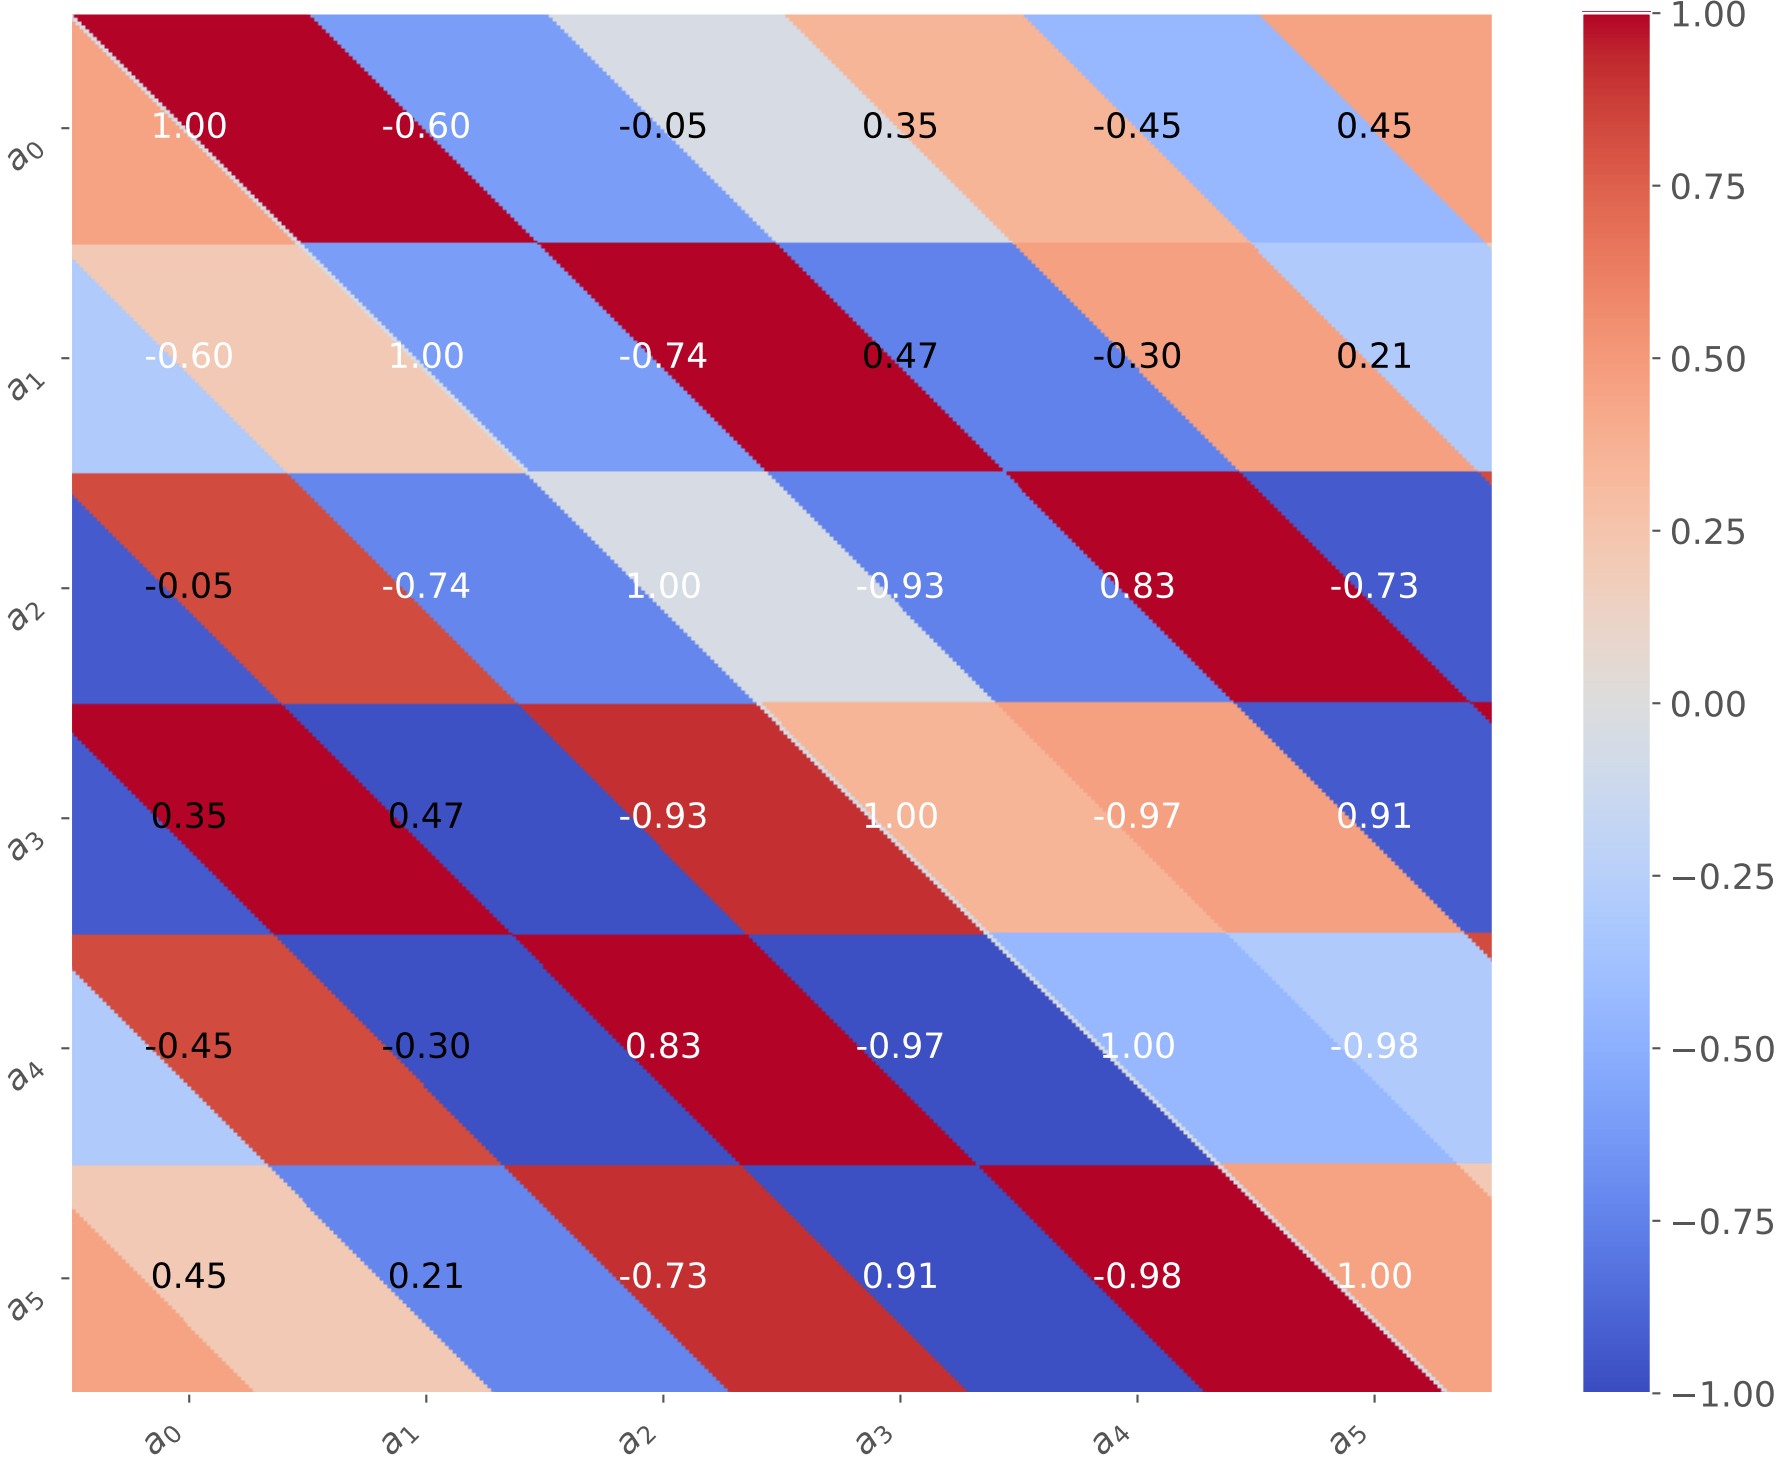 1.00
a0 1.00 -0.60 -0.05 0.35 -0.45 0.45
0.75
a1 -0.60 1.00 -0.74 0.47 -0.30 0.21
0.50
0.25
a2 -0.05 -0.74 1.00 -0.93 0.83 -0.73
0.00
a3 0.35 0.47 -0.93 1.00 -0.97 0.91
−0.25
a4 -0.45 -0.30 0.83 -0.97 1.00 -0.98
−0.50
−0.75
a5 0.45 0.21 -0.73 0.91 -0.98 1.00
−1.00
a0 a1 a2 a3 a4 a5